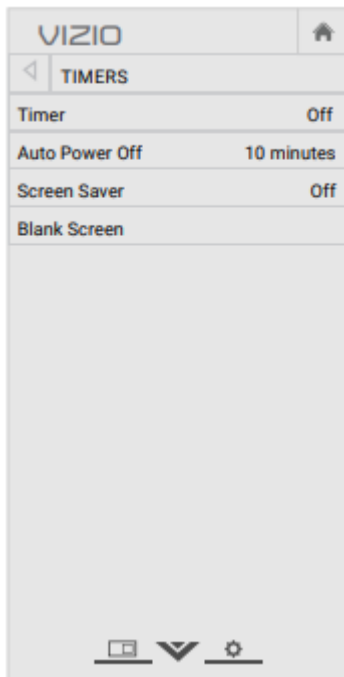 VIZIO
TIMERS
Timer Off
Auto Power Off 10 minutes
Screen Saver Off
Blank Screen